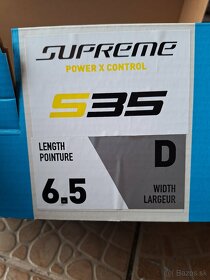 SUPREME
POWER X CONTROL
S35
LENGTH
POINTURE
6.5
D
WIDTH
LARGEUR
bazos.sk